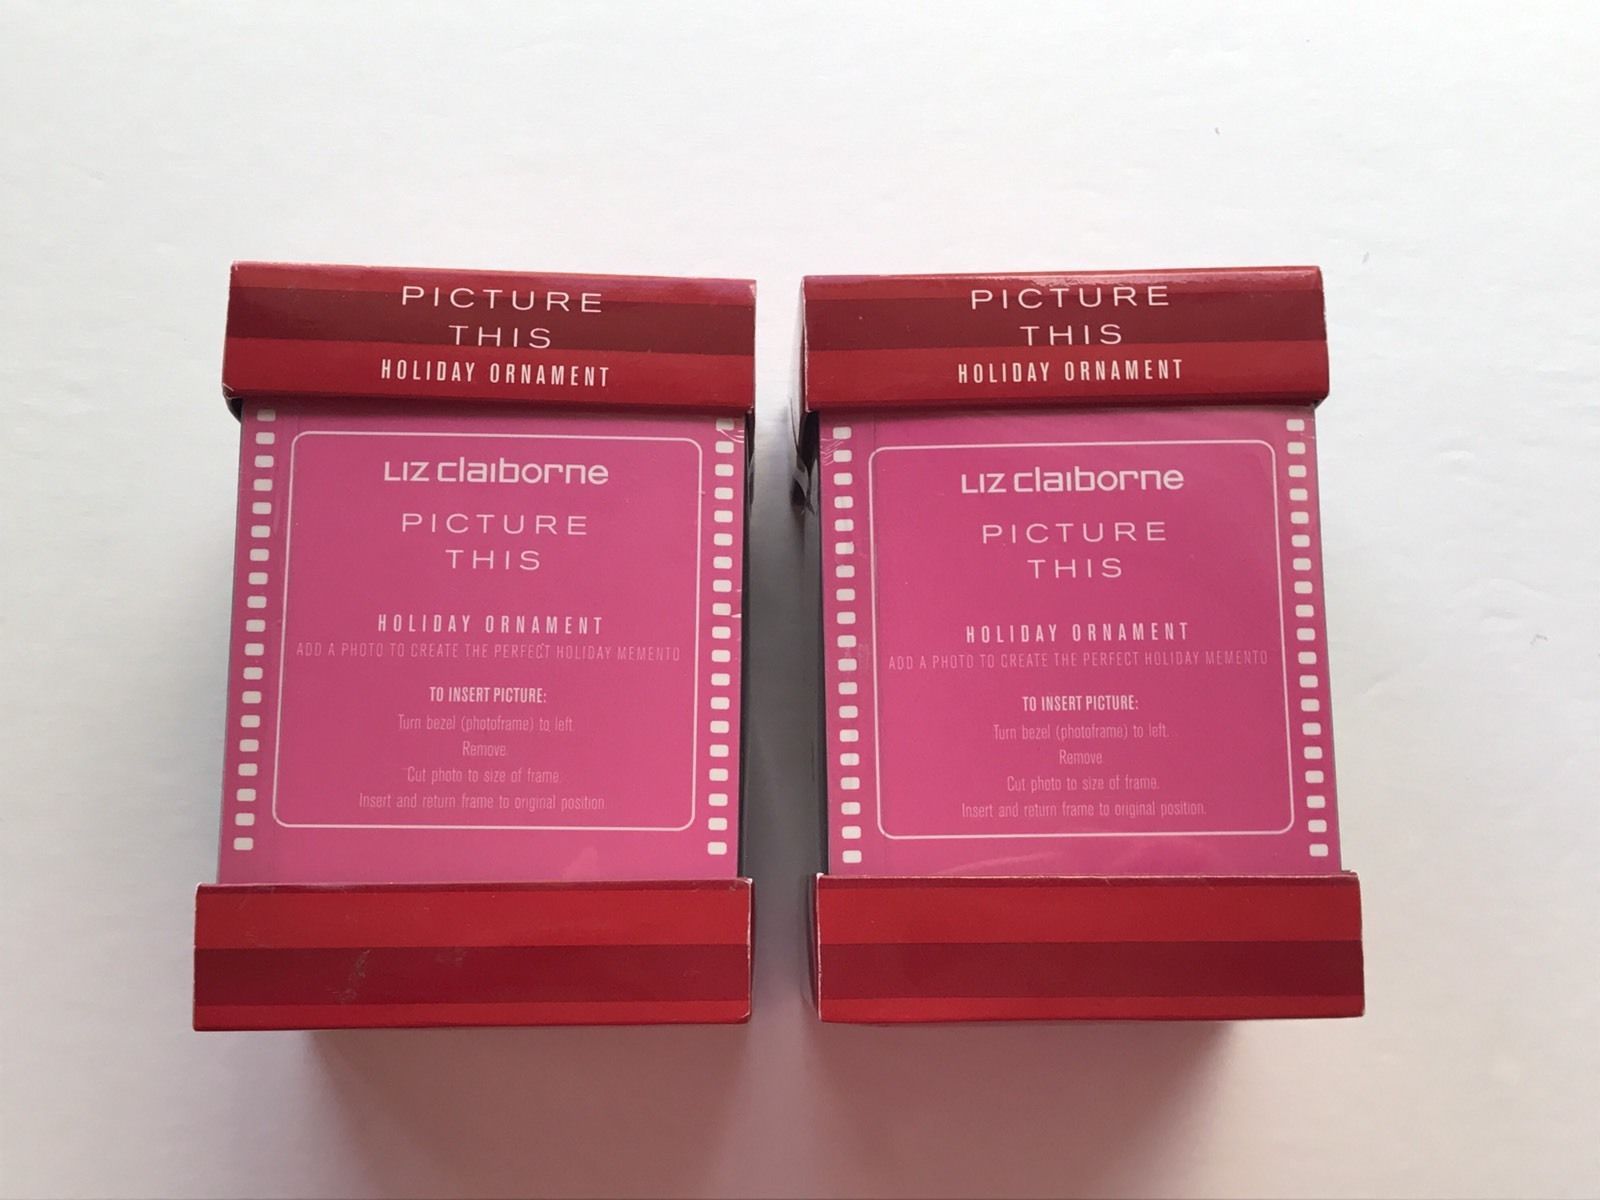 PICTURE
THIS
HOLIDAY ORNAMENT
LIZ claiborne
PICTURE
THIS
HOLIDAY ORNAMENT
ADD A PHOTO TO CREATE THE PERFECT HOLIDAY MEMENTO
TO INSERT PICTURE:
Turn bezel (photoframe) to left.
Remove.
Cut photo to size of frame.
Insert and return frame to original position.
PICTURE
THIS
HOLIDAY ORNAMENT
LIZ claiborne
PICTURE
THIS
HOLIDAY ORNAMENT
ADD A PHOTO TO CREATE THE PERFECT HOLIDAY MEMENTO
TO INSERT PICTURE:
Turn bezel (photoframe) to left.
Remove
Cut photo to size of frame.
Insert and return frame to original position.